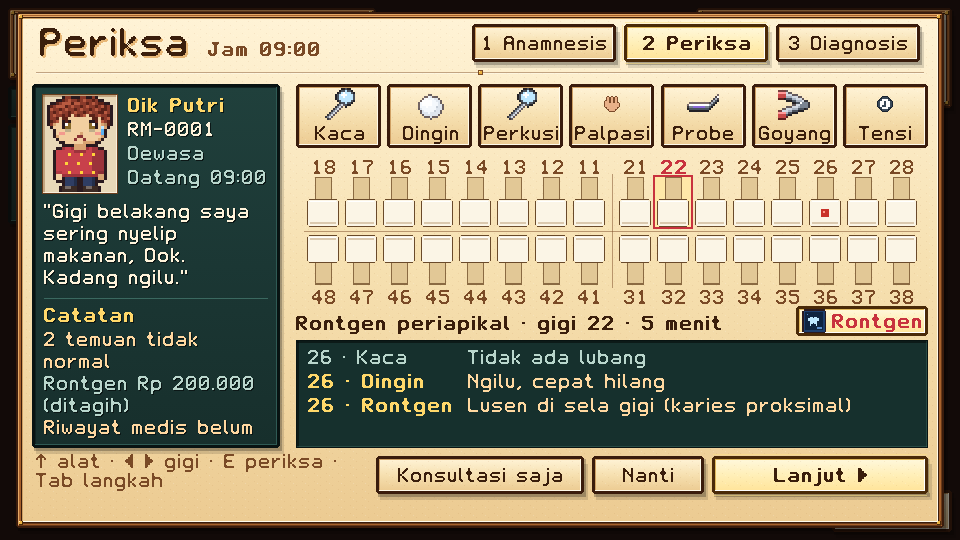 Periksa Jam 09:00
1 Anamnesis
2 Periksa
3 Diagnosis
Dik Putri
RM-0001
Dewasa
Datang 09:00
"Gigi belakang saya
sering nyelip
makanan, Dok.
Kadang ngilu."
Catatan
2 temuan tidak
normal
Rontgen Rp 200.000
(ditagih)
Riwayat medis belum
Kaca
Dingin
Perkusi
Palpasi
Probe
Goyang
Tensi
18 17 16 15 14 13 12 11 21 22 23 24 25 26 27 28
48 47 46 45 44 43 42 41 31 32 33 34 35 36 37 38
Rontgen periapikal · gigi 22 · 5 menit
Rontgen
26 · Kaca Tidak ada lubang
26 · Dingin Ngilu, cepat hilang
26 · Rontgen Lusen di sela gigi (karies proksimal)
↑ alat · ◀ ▶ gigi · E periksa ·
Tab langkah
Konsultasi saja
Nanti
Lanjut ▶